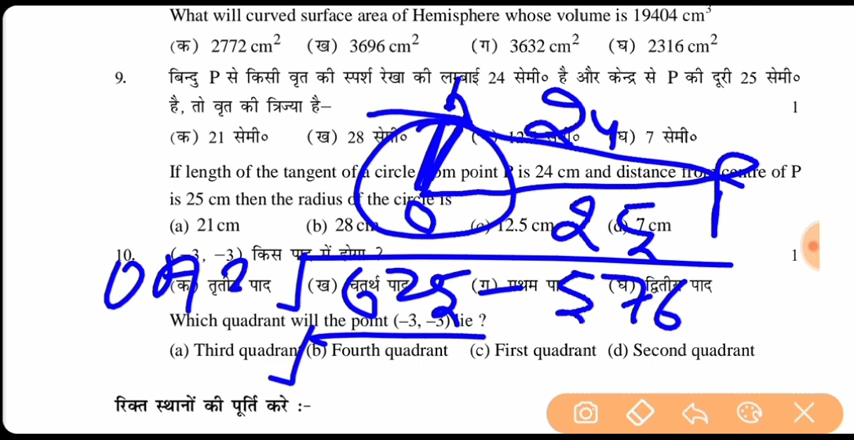 What will curved surface area of Hemisphere whose volume is 19404 cm³
(क) 2772 cm² (ख) 3696 cm² (ग) 3632 cm² (घ) 2316 cm²
9. बिन्दु P से किसी वृत की स्पर्श रेखा की लम्बाई 24 सेमी० है और केन्द्र से P की दूरी 25 सेमी०
है, तो वृत की त्रिज्या है– 1
24
(क) 21 सेमी० (ख) 28 सेमी० (ग) 12.5 सेमी० (घ) 7 सेमी०
If length of the tangent of a circle from point P is 24 cm and distance from centre of P
P
is 25 cm then the radius of the circle is
O
(a) 21 cm (b) 28 cm (c) 12.5 cm (d) 7 cm
25
10. (–3, –3) किस पाद में होगा ? 1
√625 – 576
(क) तृतीय पाद (ख) चतुर्थ पाद (ग) प्रथम पाद (घ) द्वितीय पाद
Which quadrant will the point (–3, –3) lie ?
(a) Third quadrant (b) Fourth quadrant (c) First quadrant (d) Second quadrant
रिक्त स्थानों की पूर्ति करे :-